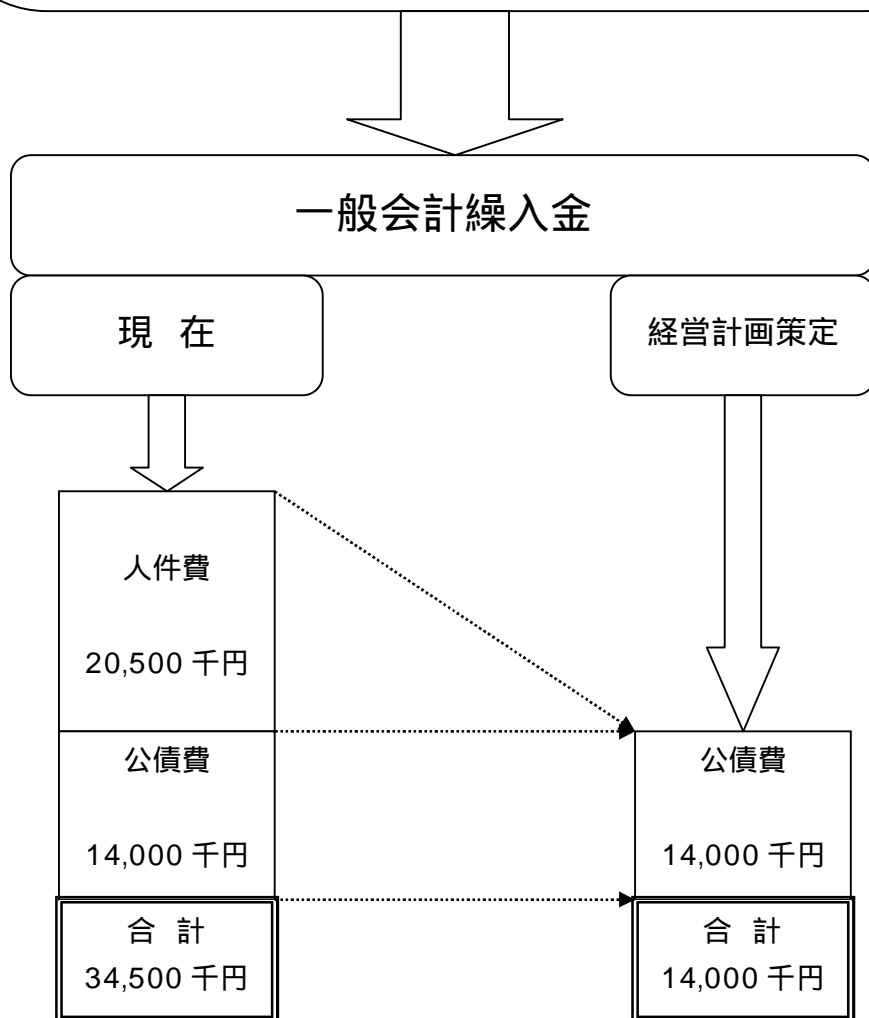 一般会計繰入金
現 在
経営計画策定
人件費
20,500 千円
公債費
14,000 千円
合 計
34,500 千円
公債費
14,000 千円
合 計
14,000 千円